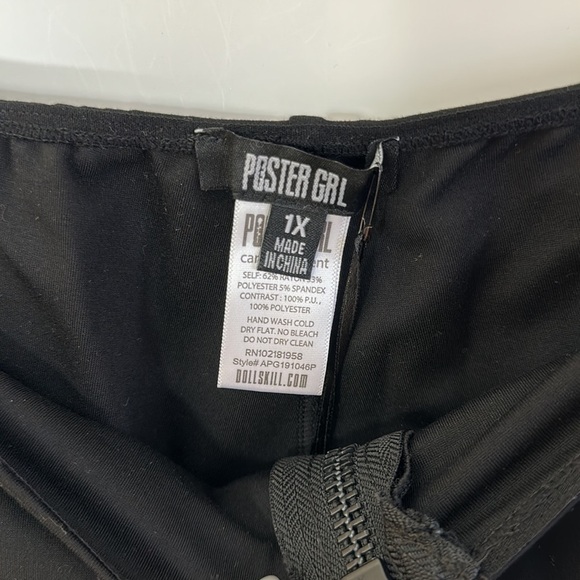 POSTER GRL
1X
MADE
IN CHINA
SELF: 62% RAYON 33%
POLYESTER 5% SPANDEX
CONTRAST : 100% P.U.,
100% POLYESTER
HAND WASH COLD
DRY FLAT. NO BLEACH
DO NOT DRY CLEAN
RN102181958
Style# APG191046P
DOLLSKILL.COM